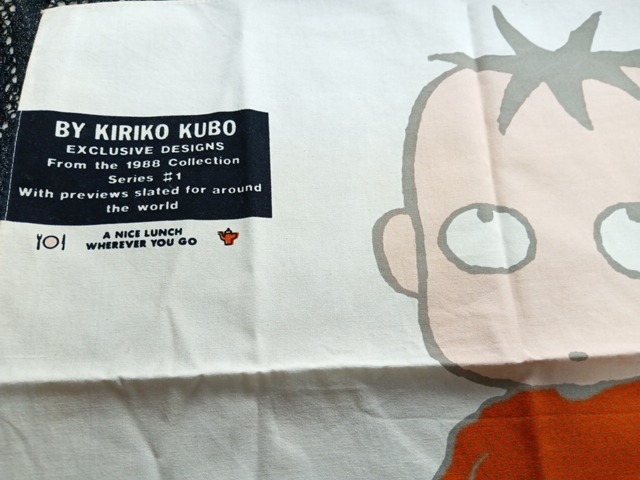 BY KIRIKO KUBO
EXCLUSIVE DESIGNS
From the 1988 Collection
Series #1
With previews slated for around
the world
A NICE LUNCH
WHEREVER YOU GO